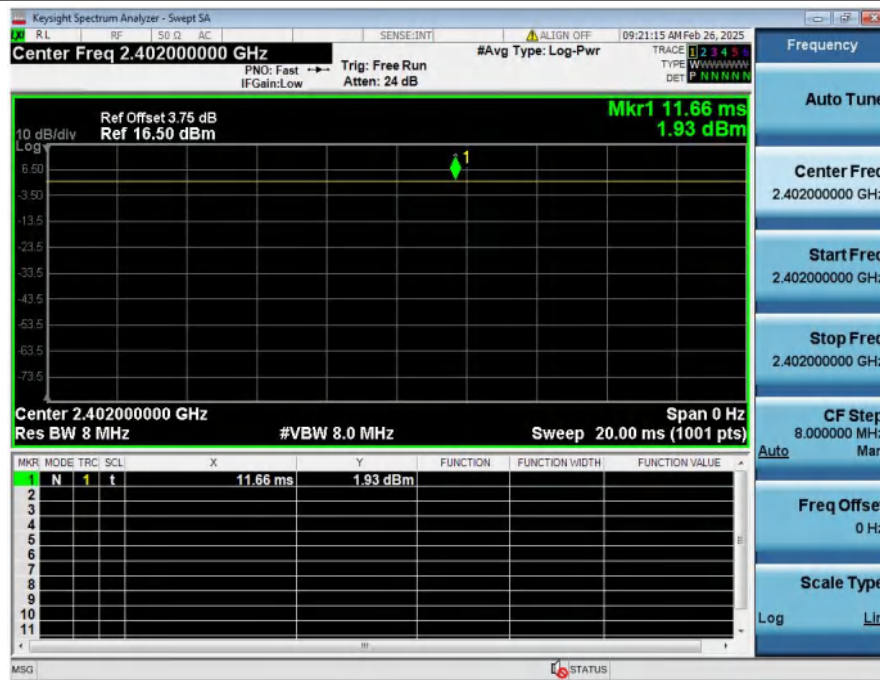 Keysight Spectrum Analyzer - Swept SA
LXI RL RF 50 Ω AC SENSE:INT ALIGN OFF 09:21:15 AM Feb 26, 2025
Center Freq 2.402000000 GHz
PNO: Fast
IFGain:Low
Trig: Free Run
Atten: 24 dB
#Avg Type: Log-Pwr
TRACE 1 2 3 4 5 6
TYPE WWWWWW
DET P N N N N N
Ref Offset 3.75 dB
10 dB/div Ref 16.50 dBm
Log
Mkr1 11.66 ms
1.93 dBm
1
6.50
-3.50
-13.5
-23.5
-33.5
-43.5
-53.5
-63.5
-73.5
Center 2.402000000 GHz Span 0 Hz
Res BW 8 MHz #VBW 8.0 MHz Sweep 20.00 ms (1001 pts)
MKR MODE TRC SCL X Y FUNCTION FUNCTION WIDTH FUNCTION VALUE
1 N 1 t 11.66 ms 1.93 dBm
2
3
4
5
6
7
8
9
10
11
MSG STATUS
Frequency
Auto Tune
Center Freq
2.402000000 GHz
Start Freq
2.402000000 GHz
Stop Freq
2.402000000 GHz
CF Step
8.000000 MHz
Auto Man
Freq Offset
0 Hz
Scale Type
Log Lin